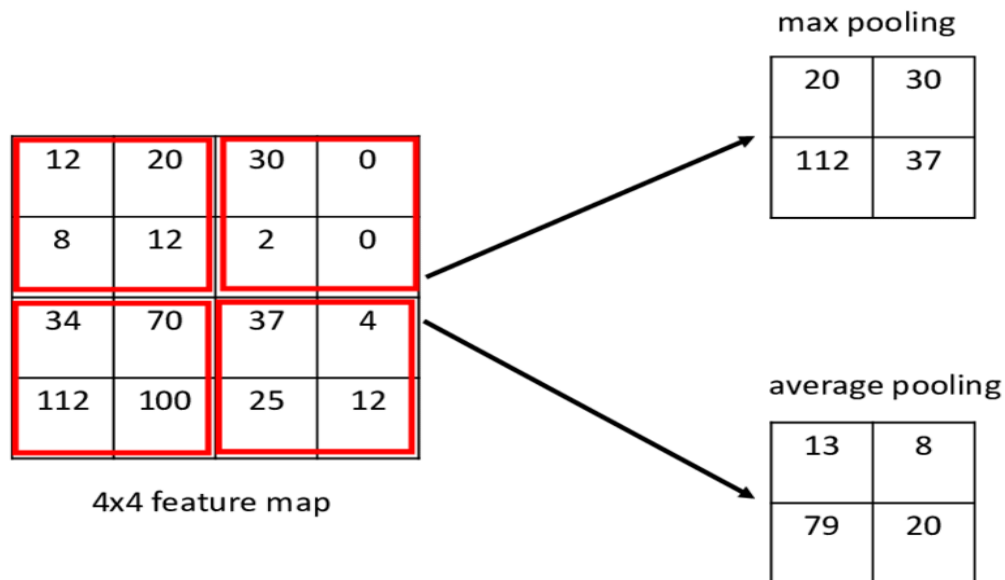 max pooling
20 30
112 37
12 20 30 0
8 12 2 0
34 70 37 4
112 100 25 12
4x4 feature map
average pooling
13 8
79 20